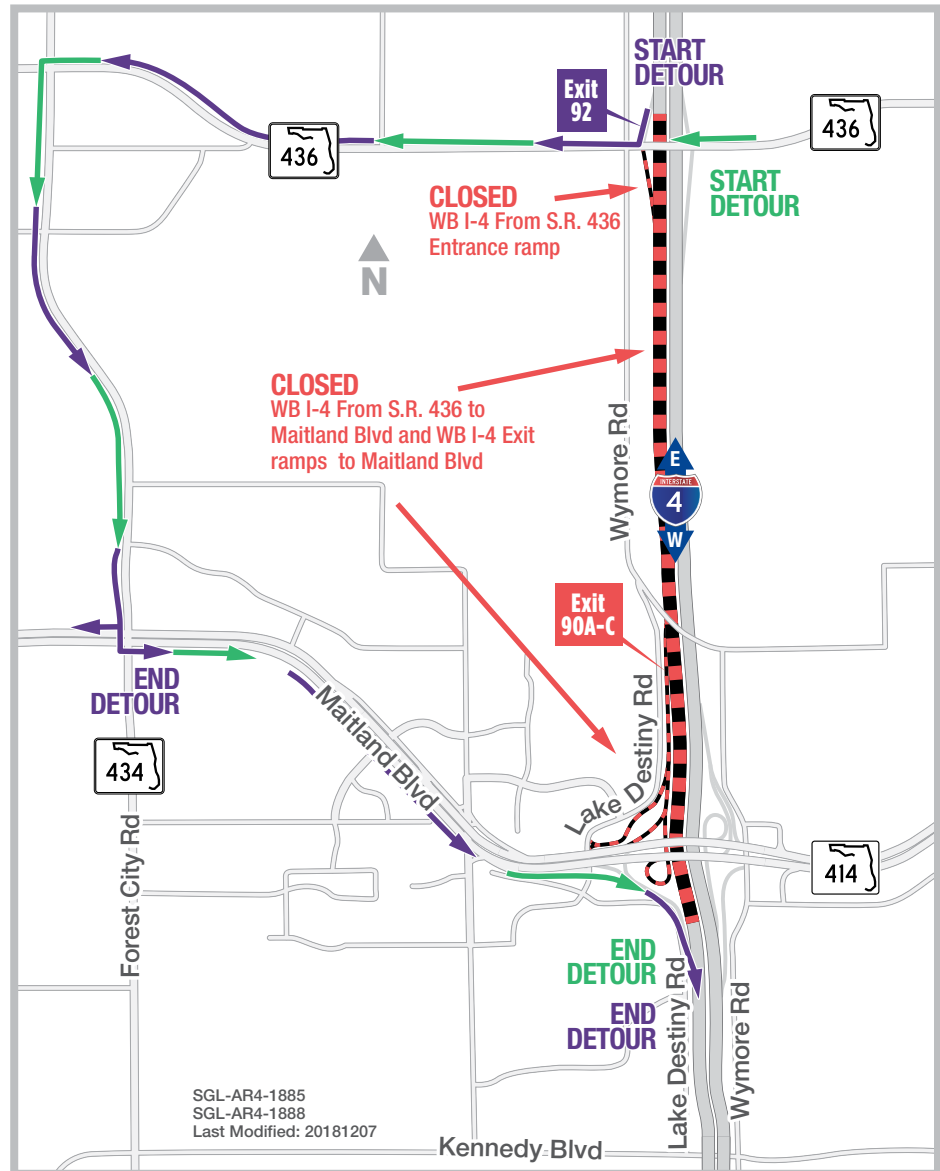 START
DETOUR
Exit
92
436
436
START
DETOUR
CLOSED
WB I-4 From S.R. 436
Entrance ramp
N
CLOSED
WB I-4 From S.R. 436 to
Maitland Blvd and WB I-4 Exit
ramps to Maitland Blvd
Wymore Rd
E
INTERSTATE
4
W
Exit
90A-C
END
DETOUR
434
Maitland Blvd
Lake Destiny Rd
414
Forest City Rd
END
DETOUR
END
DETOUR
Lake Destiny Rd
Wymore Rd
SGL-AR4-1885
SGL-AR4-1888
Last Modified: 20181207
Kennedy Blvd